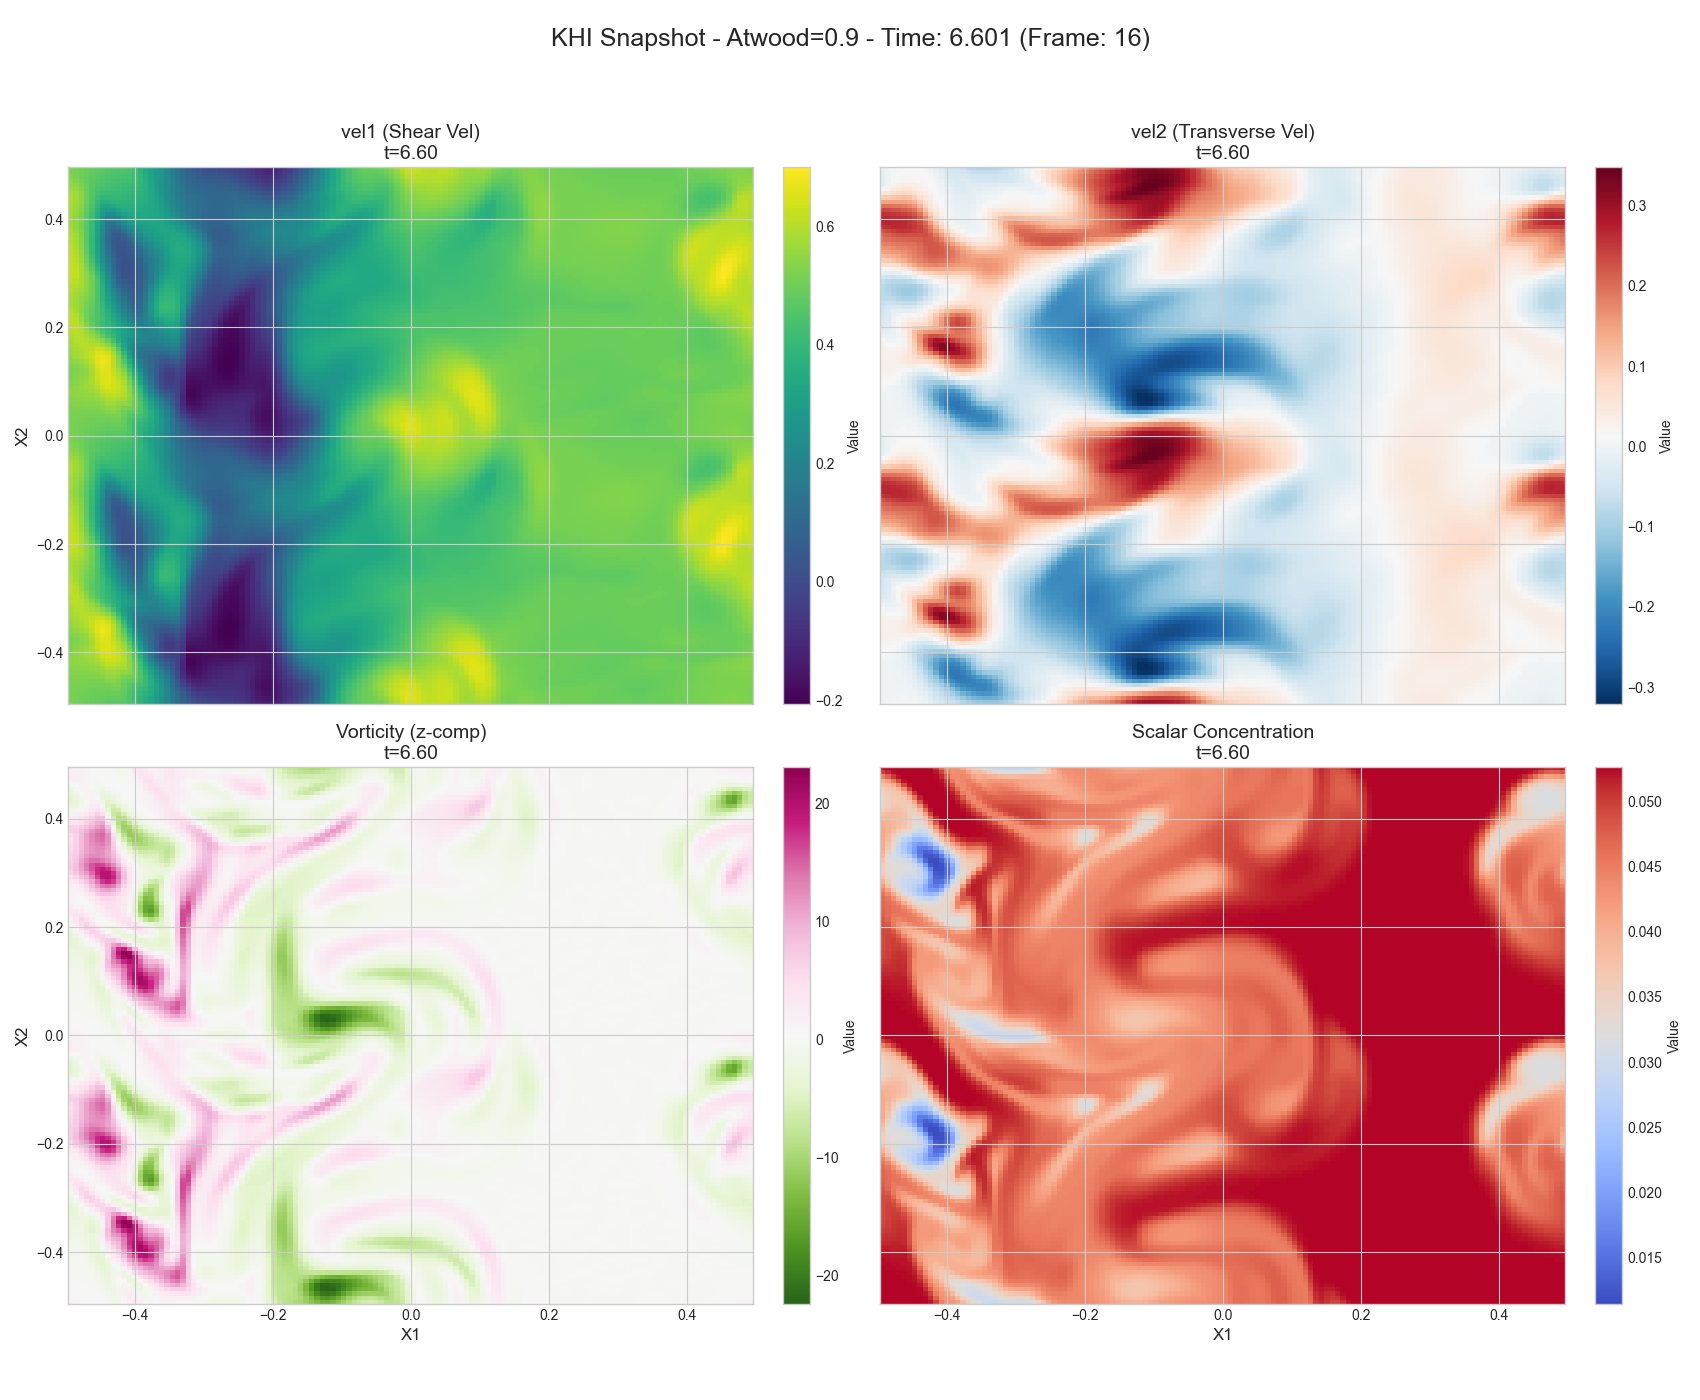 KHI Snapshot - Atwood=0.9 - Time: 6.601 (Frame: 16)
vel1 (Shear Vel)
t=6.60
X2
0.4
0.2
0.0
−0.2
−0.4
0.6
0.4
0.2
0.0
−0.2
Value
vel2 (Transverse Vel)
t=6.60
0.3
0.2
0.1
0.0
−0.1
−0.2
−0.3
Value
Vorticity (z-comp)
t=6.60
X2
0.4
0.2
0.0
−0.2
−0.4
−0.4 −0.2 0.0 0.2 0.4
X1
20
10
0
−10
−20
Value
Scalar Concentration
t=6.60
−0.4 −0.2 0.0 0.2 0.4
X1
0.050
0.045
0.040
0.035
0.030
0.025
0.020
0.015
Value